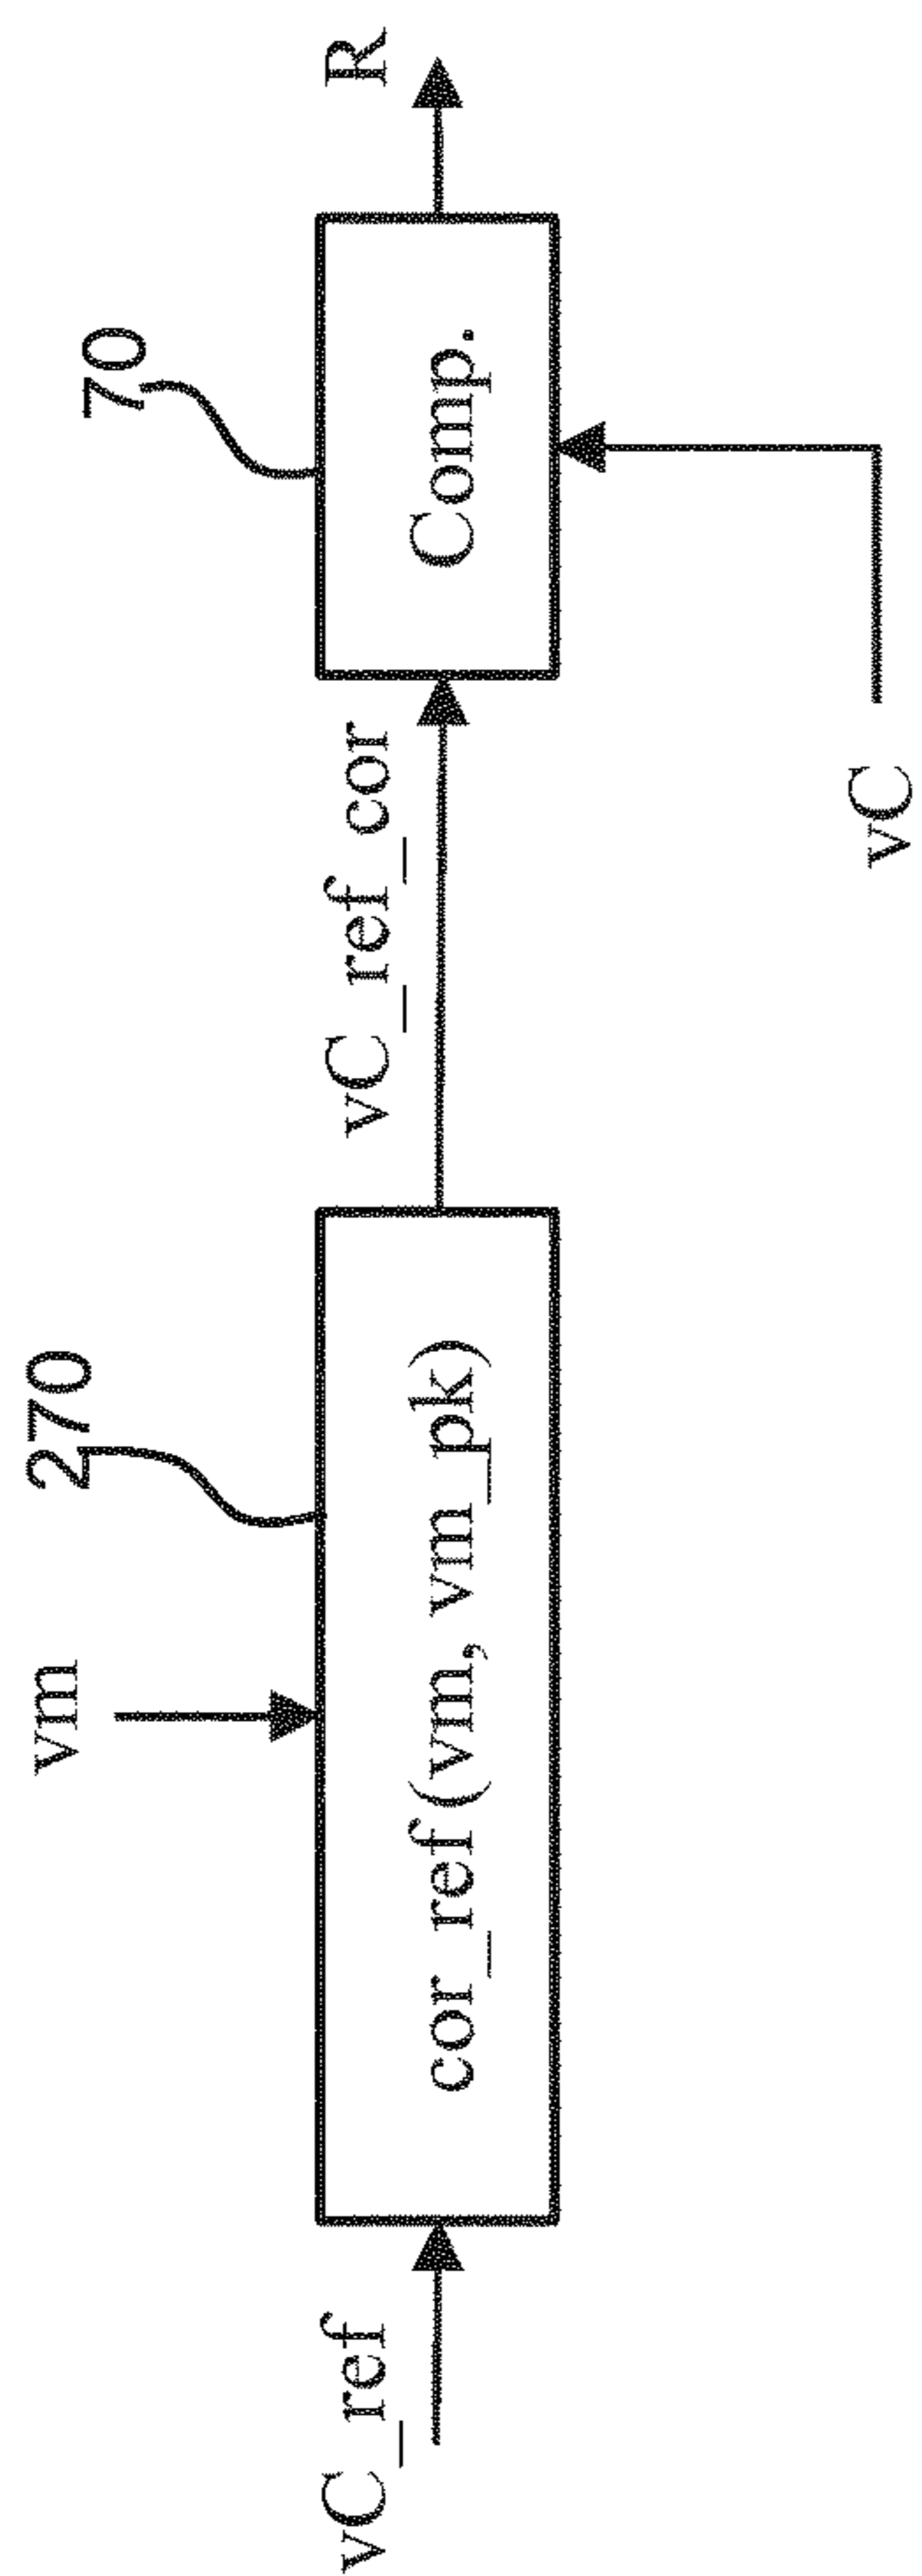 270
70
vm
vC_ref
cor_ref(vm, vm_pk)
vC_ref_cor
Comp.
R
vC